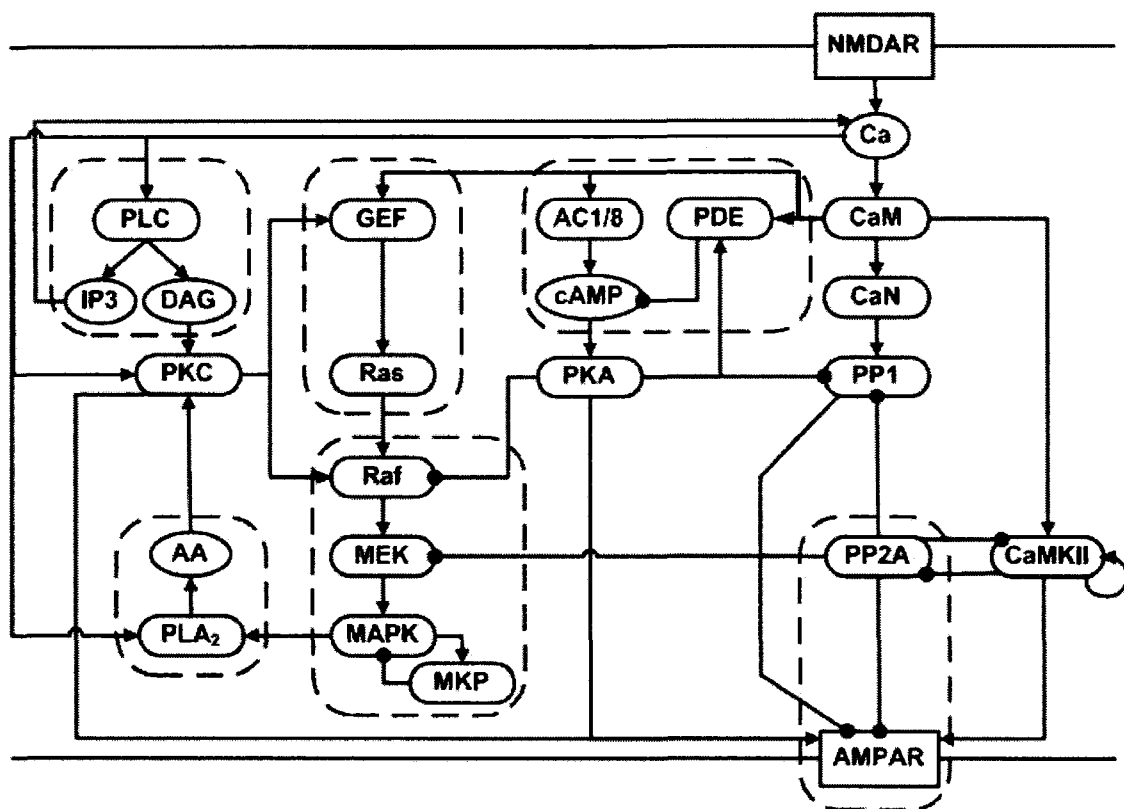 NMDAR
Ca
PLC
GEF
AC1/8
PDE
CaM
IP3
DAG
cAMP
CaN
PKC
Ras
PKA
PP1
Raf
AA
MEK
PP2A
CaMKII
PLA₂
MAPK
MKP
AMPAR